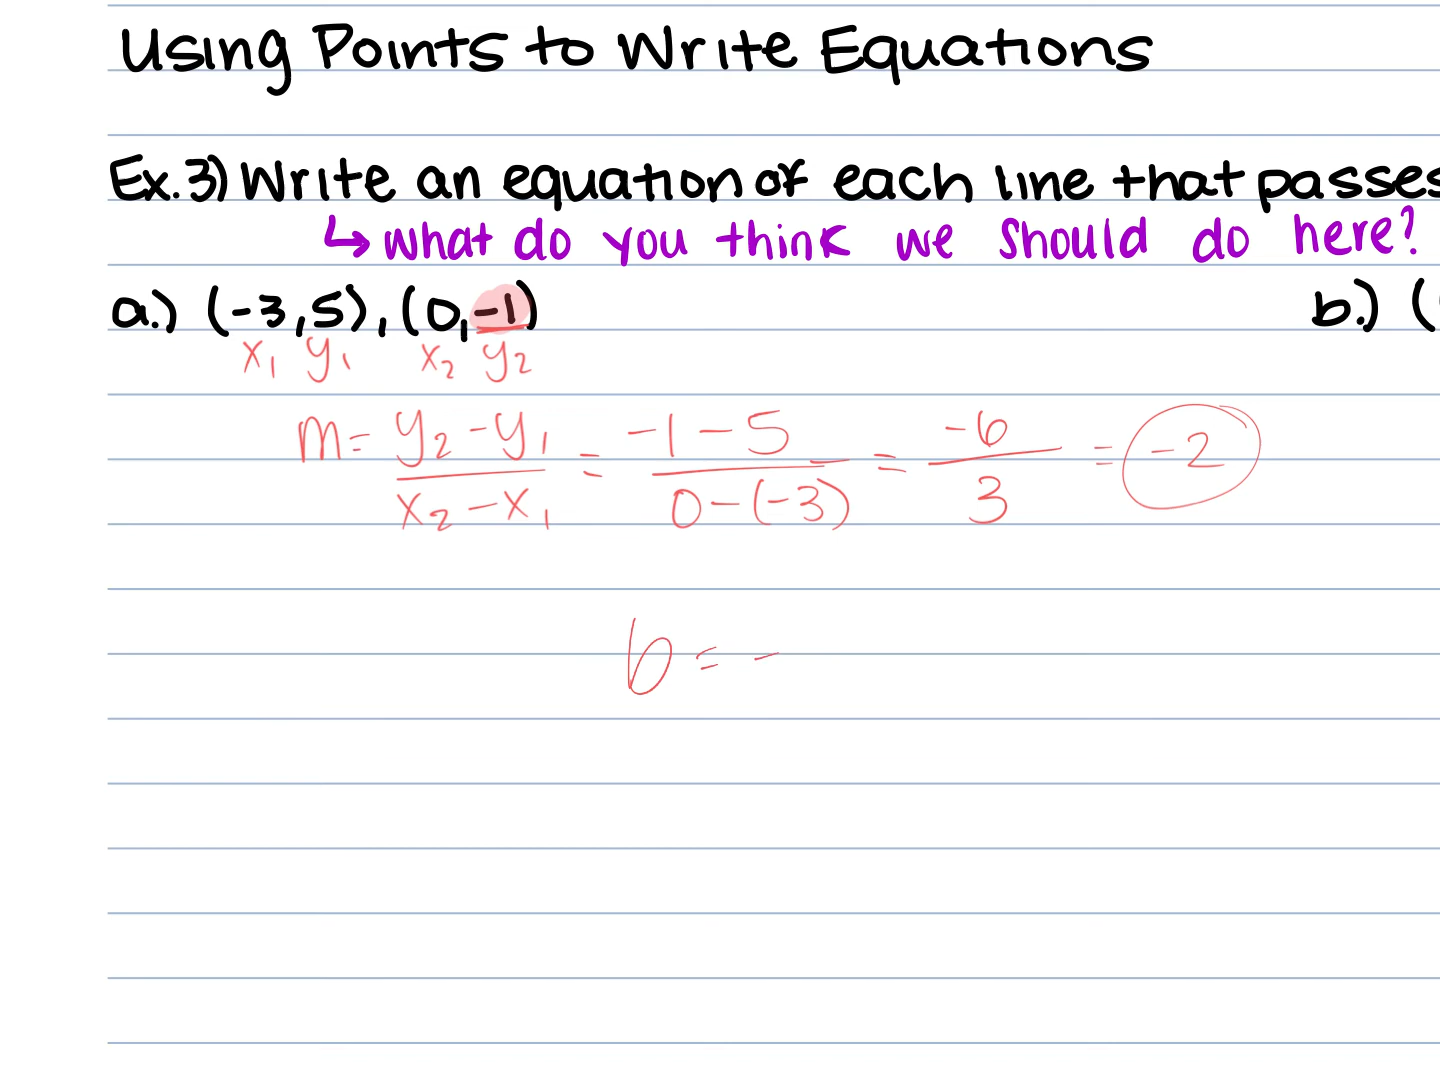 Using Points to Write Equations
Ex.3) Write an equation of each line that passes
↳ what do you think we should do here?
a.) (-3,5), (0,-1) b.) (
x₁ y₁ x₂ y₂
m = y₂ - y₁ / x₂ - x₁ = -1 - 5 / 0 - (-3) = -6 / 3 = -2
b = -